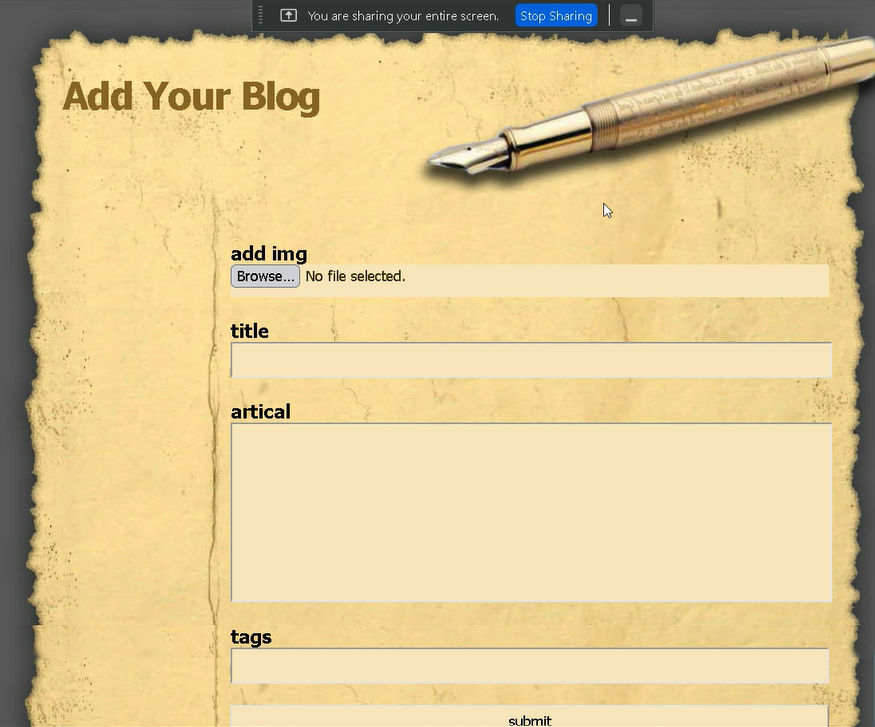 You are sharing your entire screen. Stop Sharing
Add Your Blog
add img
Browse... No file selected.
title
artical
tags
submit